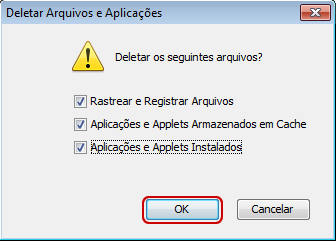 Deletar Arquivos e Aplicações
Deletar os seguintes arquivos?
Rastrear e Registrar Arquivos
Aplicações e Applets Armazenados em Cache
Aplicações e Applets Instalados
OK
Cancelar